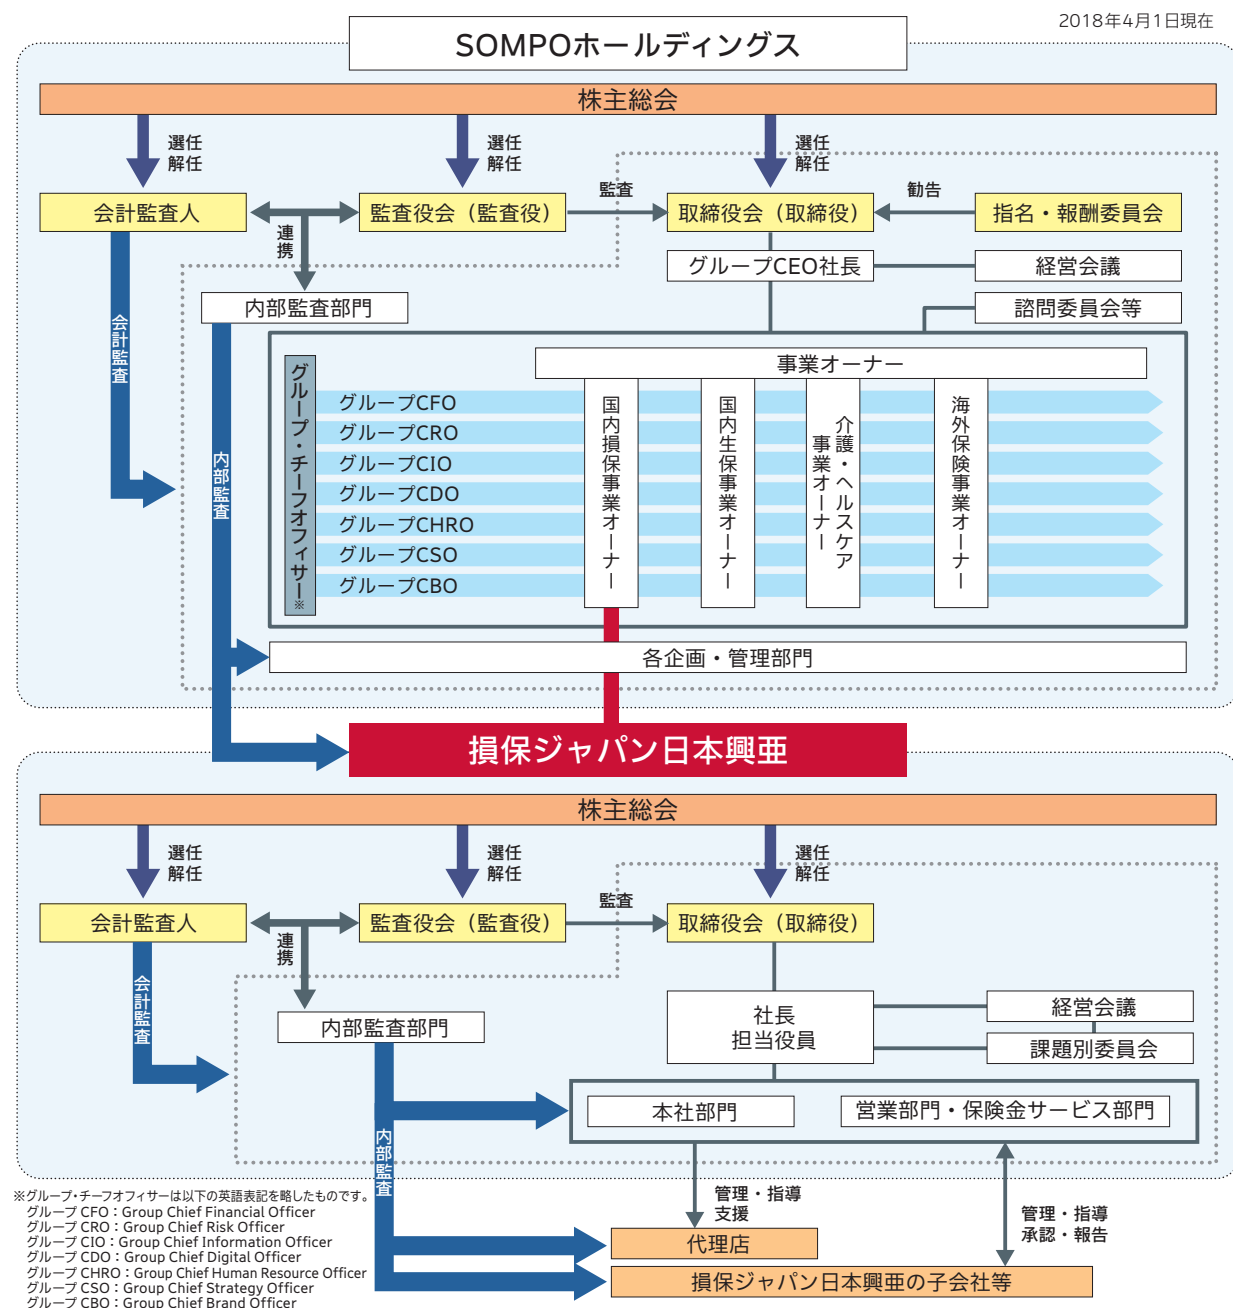 2018年4月1日現在
SOMPOホールディングス
株主総会
選任
解任
選任
解任
選任
解任
会計監査人
連携
監査役会（監査役）
監査
取締役会（取締役）
勧告
指名・報酬委員会
グループCEO社長
経営会議
内部監査部門
諮問委員会等
会計監査
内部監査
事業オーナー
グループ・チーフオフィサー※
グループCFO
グループCRO
グループCIO
グループCDO
グループCHRO
グループCSO
グループCBO
国内損保事業オーナー
国内生保事業オーナー
介護・ヘルスケア
事業オーナー
海外保険事業オーナー
各企画・管理部門
損保ジャパン日本興亜
株主総会
選任
解任
選任
解任
選任
解任
会計監査人
連携
監査役会（監査役）
監査
取締役会（取締役）
会計監査
内部監査部門
社長
担当役員
経営会議
課題別委員会
本社部門
営業部門・保険金サービス部門
内部監査
管理・指導
支援
管理・指導
承認・報告
代理店
損保ジャパン日本興亜の子会社等
※グループ・チーフオフィサーは以下の英語表記を略したものです。
グループ CFO：Group Chief Financial Officer
グループ CRO：Group Chief Risk Officer
グループ CIO：Group Chief Information Officer
グループ CDO：Group Chief Digital Officer
グループ CHRO：Group Chief Human Resource Officer
グループ CSO：Group Chief Strategy Officer
グループ CBO：Group Chief Brand Officer